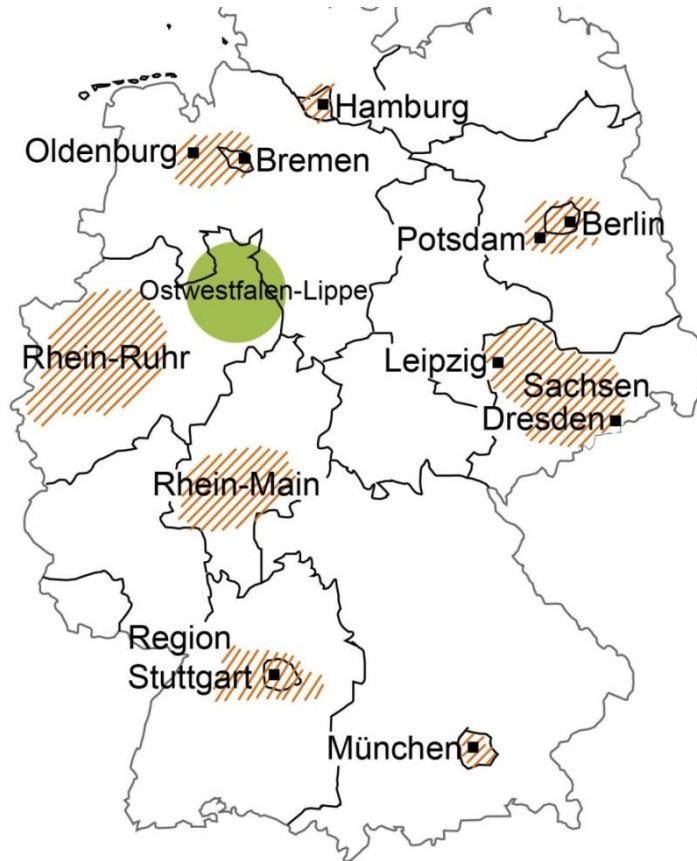 Hamburg
Oldenburg
Bremen
Berlin
Potsdam
Ostwestfalen-Lippe
Rhein-Ruhr
Leipzig
Sachsen
Dresden
Rhein-Main
Region
Stuttgart
München